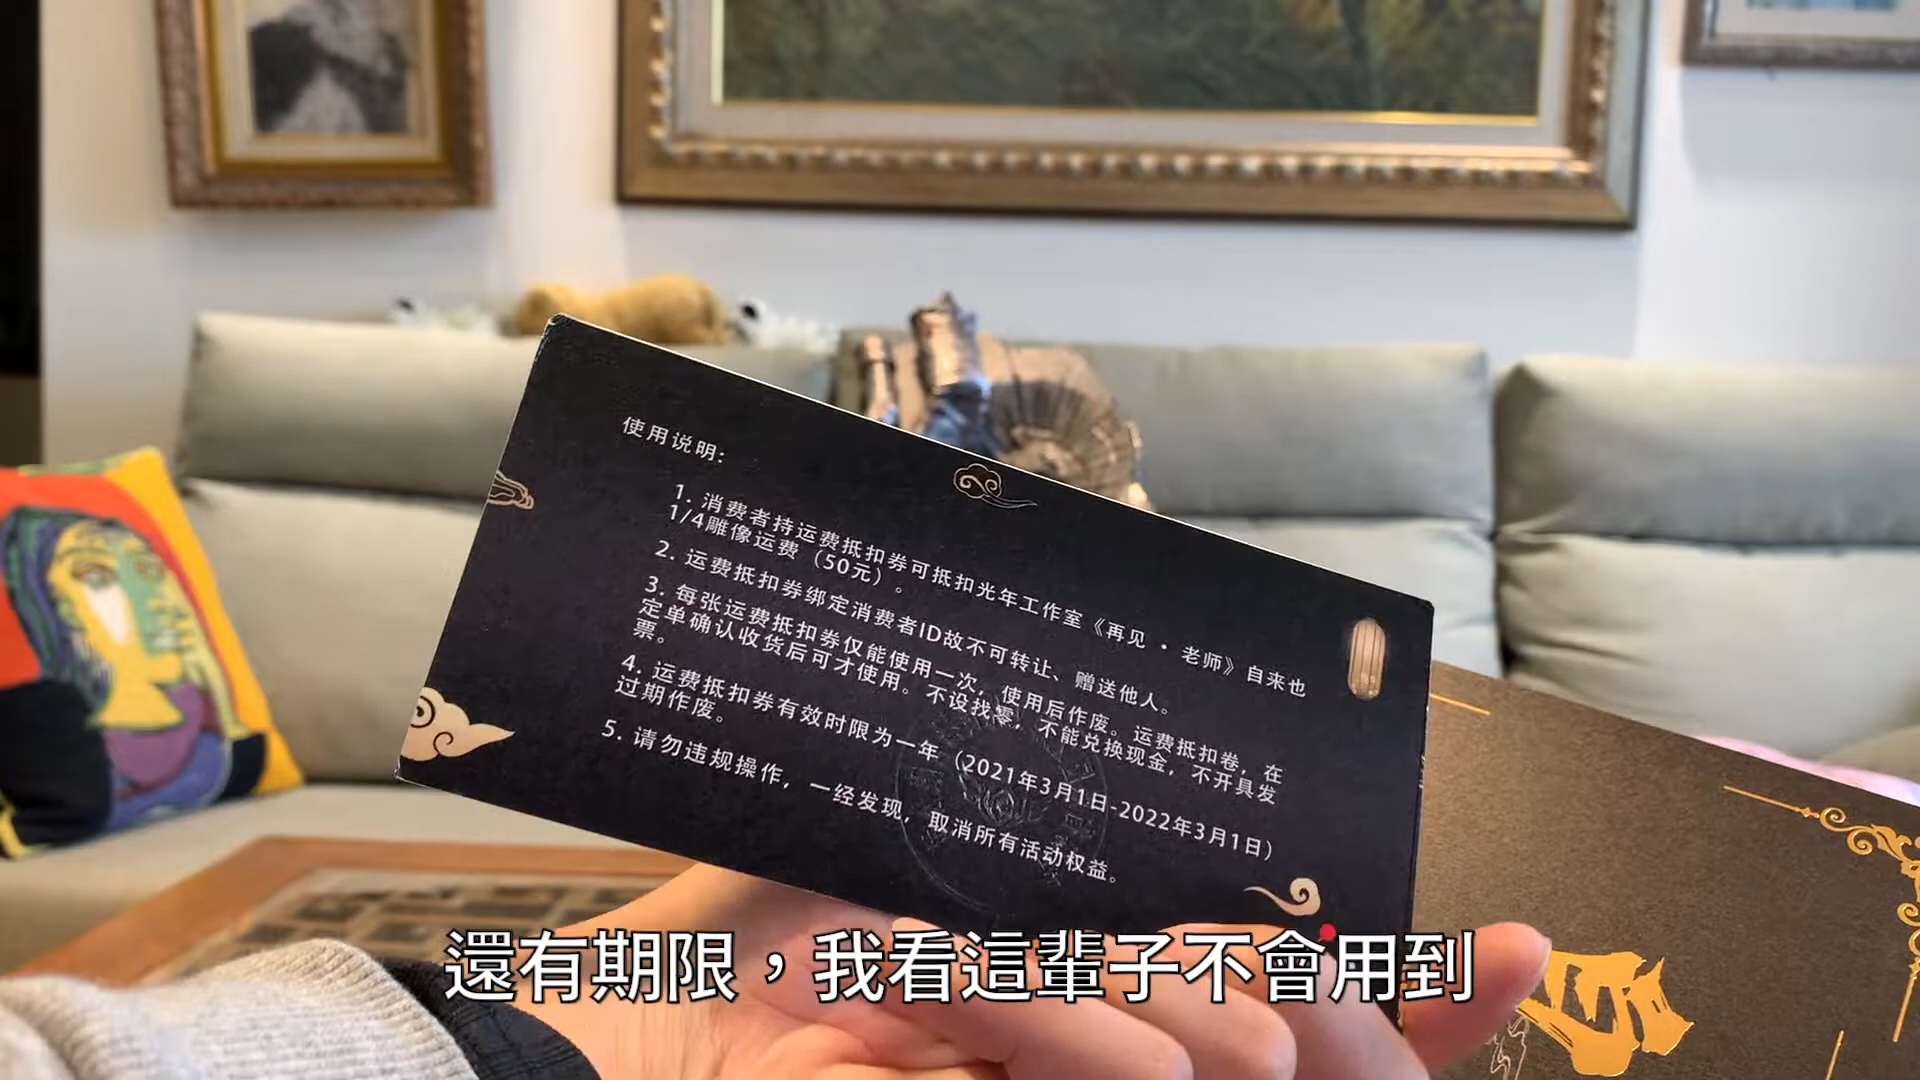 使用说明:
1. 消费者持运费抵扣券可抵扣光年工作室《再见·老师》自来也
1/4雕像运费（50元）。
2. 运费抵扣券绑定消费者ID故不可转让、赠送他人。
3. 每张运费抵扣券仅能使用一次，使用后作废。运费抵扣卷，在
定单确认收货后可才使用。不设找零，不能兑换现金，不开具发
票。
4. 运费抵扣券有效时限为一年（2021年3月1日-2022年3月1日）
过期作废。
5. 请勿违规操作，一经发现，取消所有活动权益。
還有期限，我看這輩子不會用到